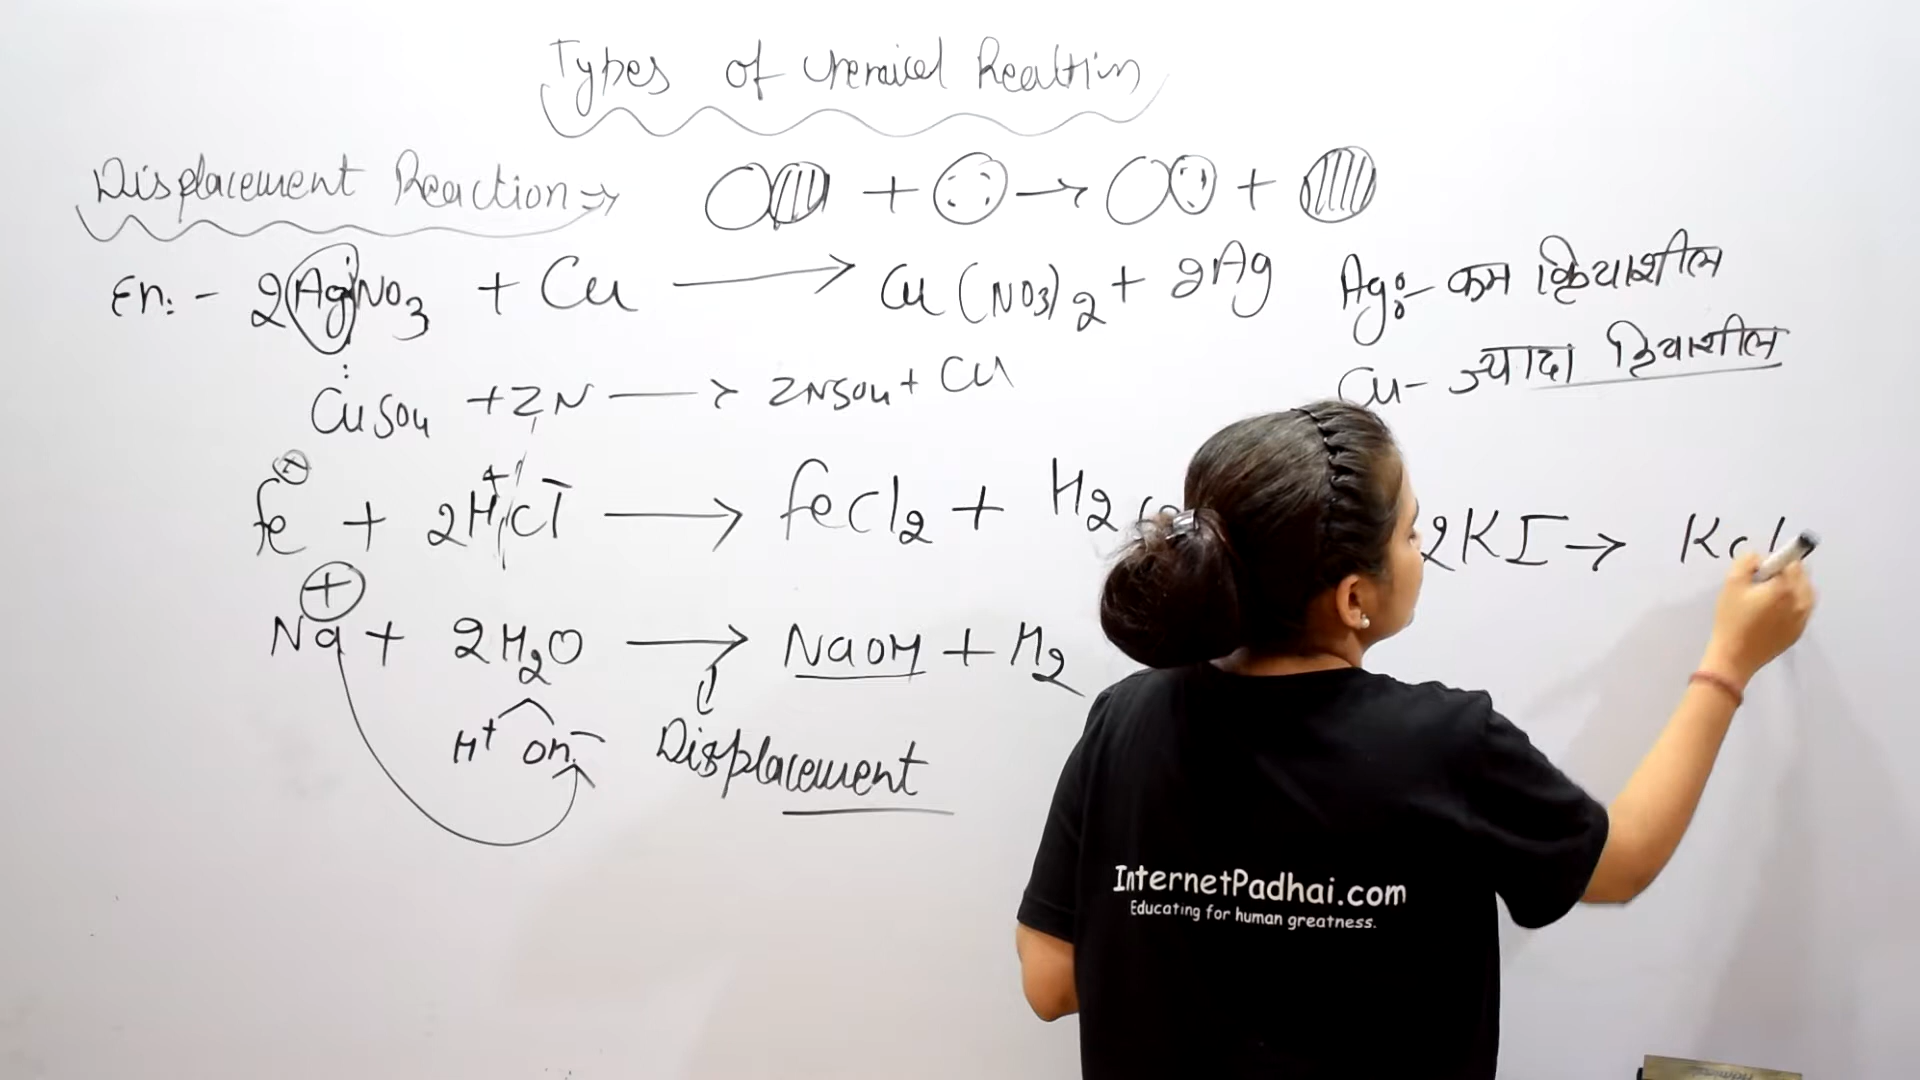 Types of Chemical Reaction
Displacement Reaction ⇒
Ex: - 2AgNO3 + Cu ⟶ Cu(NO3)2 + 2Ag
Ag:- कम क्रियाशील
Cu- ज्यादा क्रियाशील
CuSO4 + ZN ⟶ ZNSO4 + Cu
Fe + 2HCl ⟶ FeCl2 + H2
2KI → KCl
Na + 2H2O ⟶ NaOH + H2
H+ OH-
Displacement
InternetPadhai.com
Educating for human greatness.